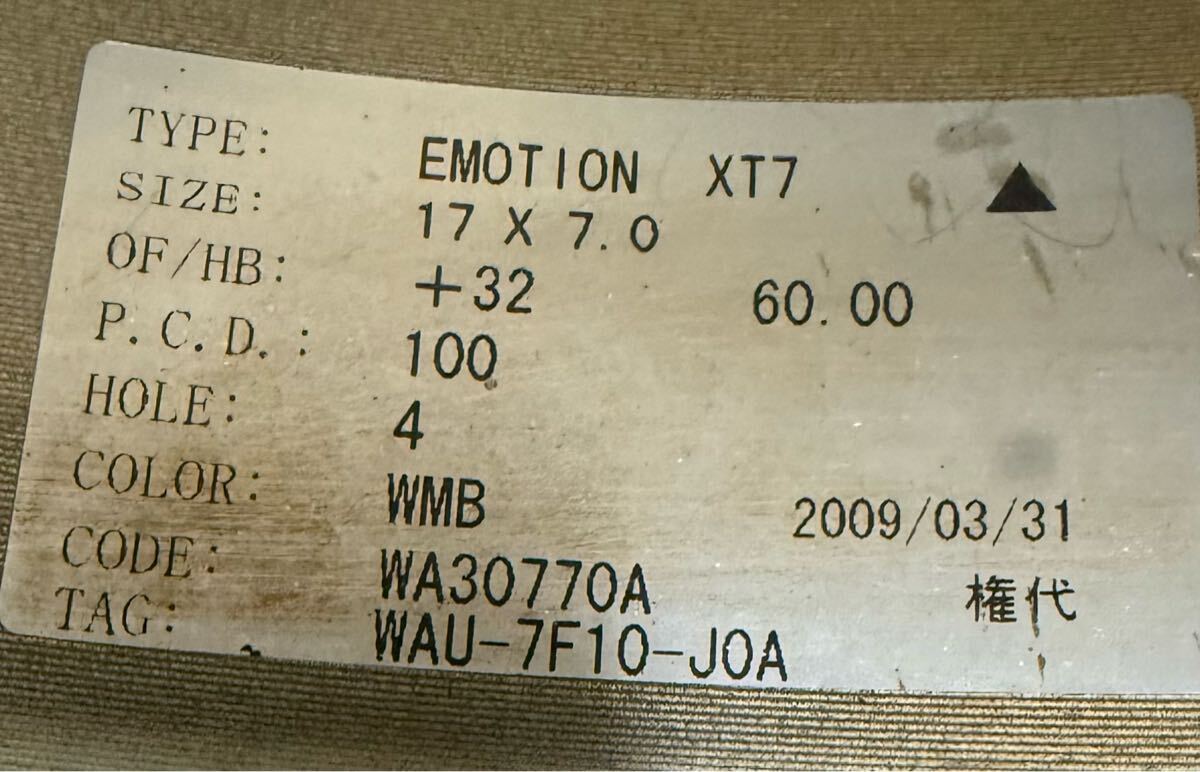 TYPE: EMOTION XT7 ▲
SIZE: 17 X 7.0
OF/HB: +32 60.00
P.C.D.: 100
HOLE: 4
COLOR: WMB 2009/03/31
CODE: WA30770A 権代
TAG: WAU-7F10-J0A